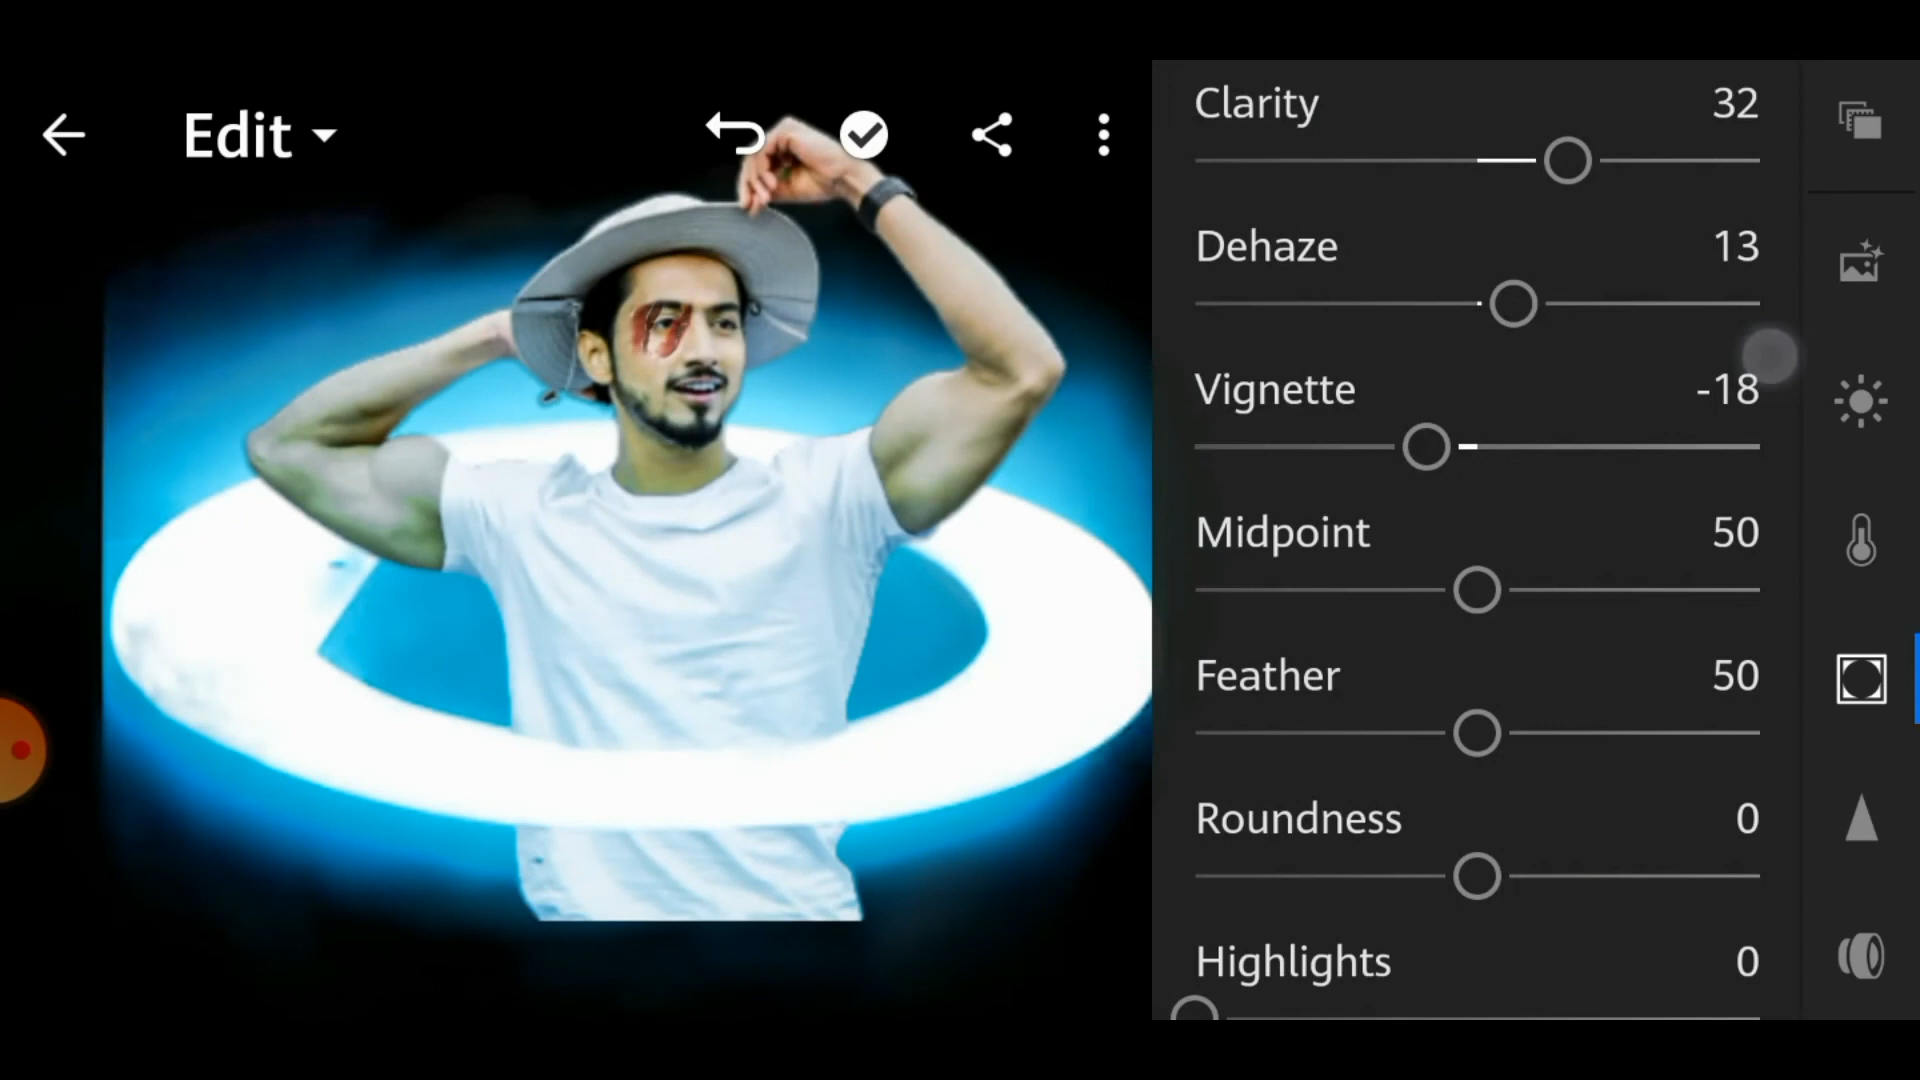 Edit
Clarity 32
Dehaze 13
Vignette -18
Midpoint 50
Feather 50
Roundness 0
Highlights 0